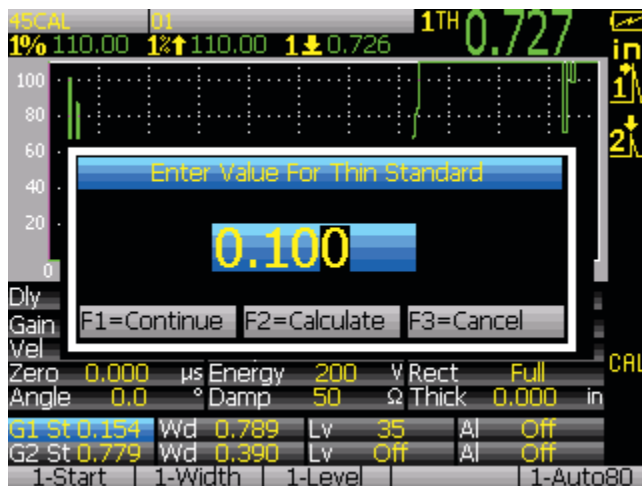 45CAL 01 1TH 0.727
1% 110.00 1% 110.00 1 0.726 in
100
80 1
60 2
40
20
0
Enter Value For Thin Standard
0.100
F1=Continue F2=Calculate F3=Cancel
Dly
Gain
Vel
CAL
Zero 0.000 µs Energy 200 V Rect Full
Angle 0.0 ° Damp 50 Ω Thick 0.000 in
G1 St 0.154 Wd 0.789 Lv 35 Al Off
G2 St 0.779 Wd 0.390 Lv Off Al Off
1-Start 1-Width 1-Level 1-Auto80